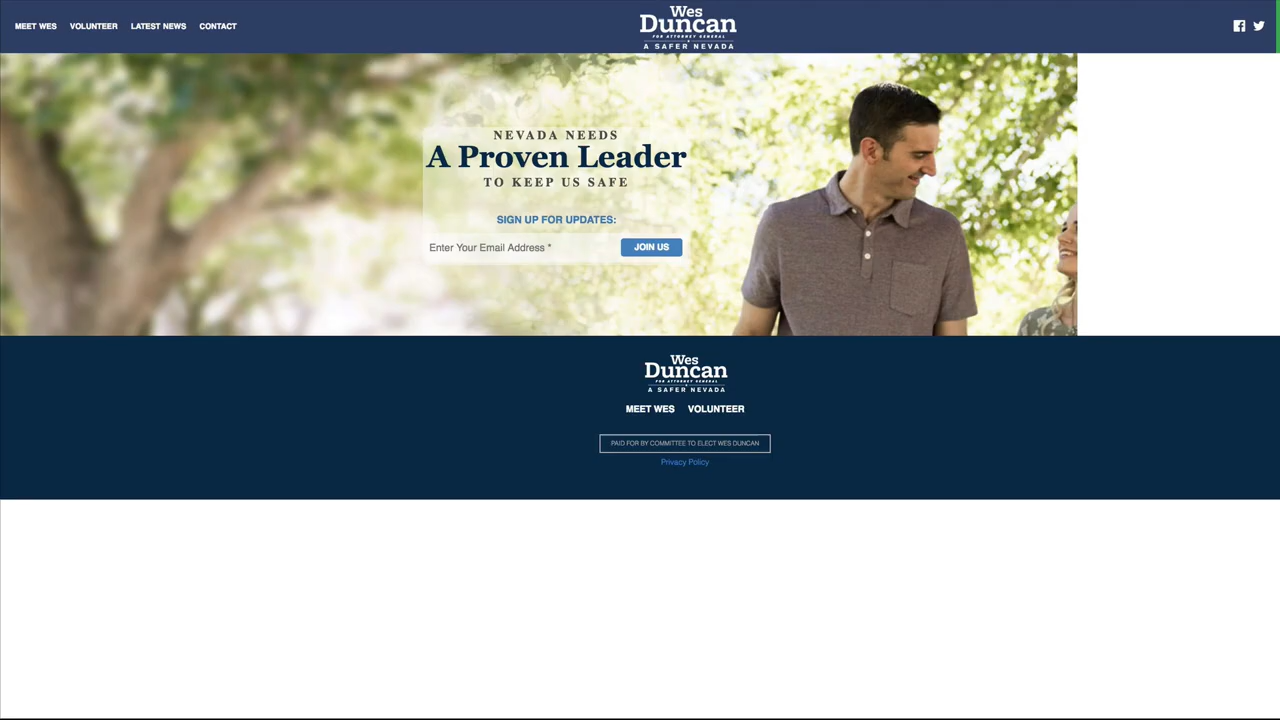 MEET WES VOLUNTEER LATEST NEWS CONTACT
Wes
Duncan
FOR ATTORNEY GENERAL
A SAFER NEVADA
NEVADA NEEDS
A Proven Leader
TO KEEP US SAFE
SIGN UP FOR UPDATES:
Enter Your Email Address * JOIN US
Wes
Duncan
FOR ATTORNEY GENERAL
A SAFER NEVADA
MEET WES VOLUNTEER
PAID FOR BY COMMITTEE TO ELECT WES DUNCAN
Privacy Policy